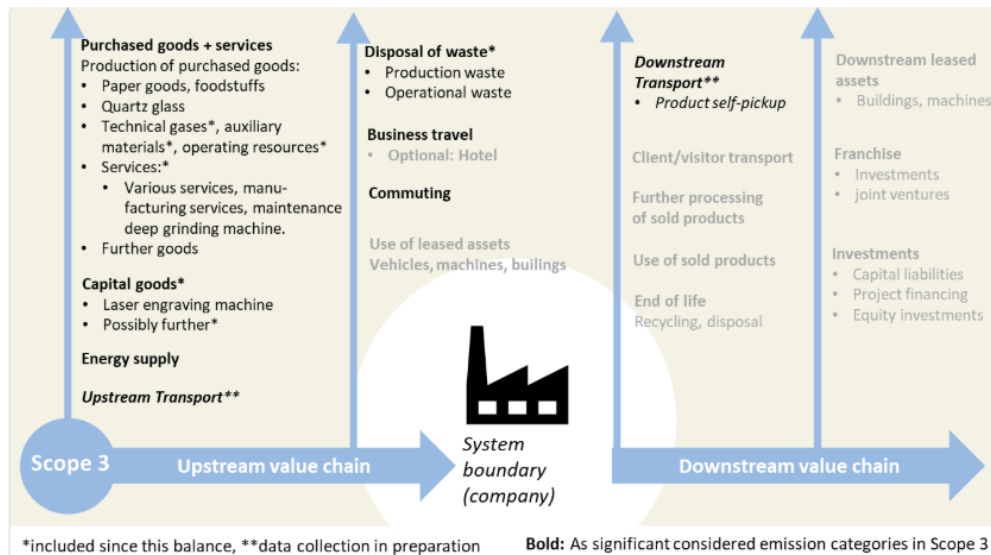 Purchased goods + services
Production of purchased goods:
• Paper goods, foodstuffs
• Quartz glass
• Technical gases*, auxiliary
materials*, operating resources*
• Services:*
• Various services, manu-
facturing services, maintenance
deep grinding machine.
• Further goods
Capital goods*
• Laser engraving machine
• Possibly further*
Energy supply
Upstream Transport**
Disposal of waste*
• Production waste
• Operational waste
Business travel
• Optional: Hotel
Commuting
Use of leased assets
Vehicles, machines, builings
Downstream
Transport**
• Product self-pickup
Client/visitor transport
Further processing
of sold products
Use of sold products
End of life
Recycling, disposal
Downstream leased
assets
• Buildings, machines
Franchise
• Investments
• joint ventures
Investments
• Capital liabilities
• Project financing
• Equity investments
Scope 3
Upstream value chain
System
boundary
(company)
Downstream value chain
*included since this balance, **data collection in preparation
Bold: As significant considered emission categories in Scope 3